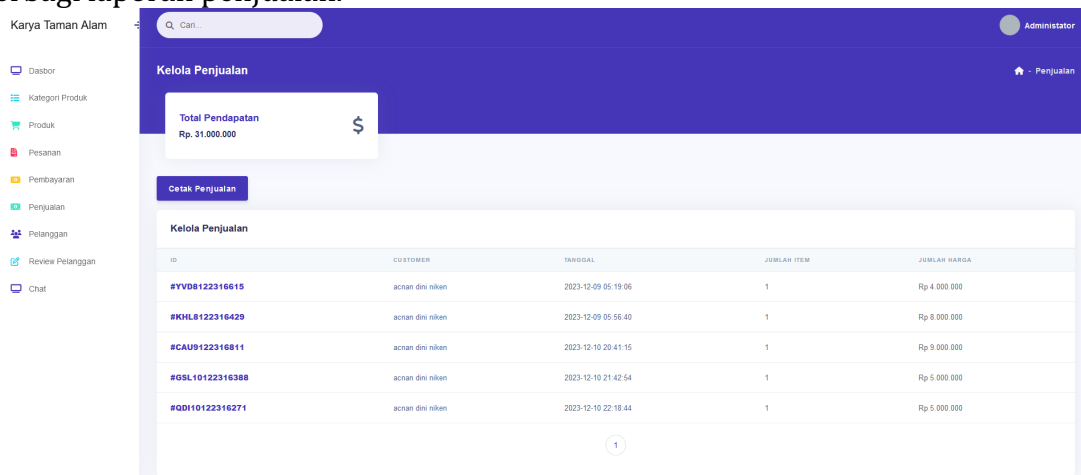 laporan penjualan.
Karya Taman Alam
Cari...
Administator
Dasbor
Kategori Produk
Produk
Pesanan
Pembayaran
Penjualan
Pelanggan
Review Pelanggan
Chat
Kelola Penjualan
- Penjualan
Total Pendapatan
Rp. 31.000.000
$
Cetak Penjualan
Kelola Penjualan
ID CUSTOMER TANGGAL JUMLAH ITEM JUMLAH HARGA
#YVD8122316615 acnan dini niken 2023-12-09 05:19:06 1 Rp 4.000.000
#KHL8122316429 acnan dini niken 2023-12-09 05:56:40 1 Rp 8.000.000
#CAU9122316811 acnan dini niken 2023-12-10 20:41:15 1 Rp 9.000.000
#GSL10122316388 acnan dini niken 2023-12-10 21:42:54 1 Rp 5.000.000
#QDI10122316271 acnan dini niken 2023-12-10 22:18:44 1 Rp 5.000.000
1